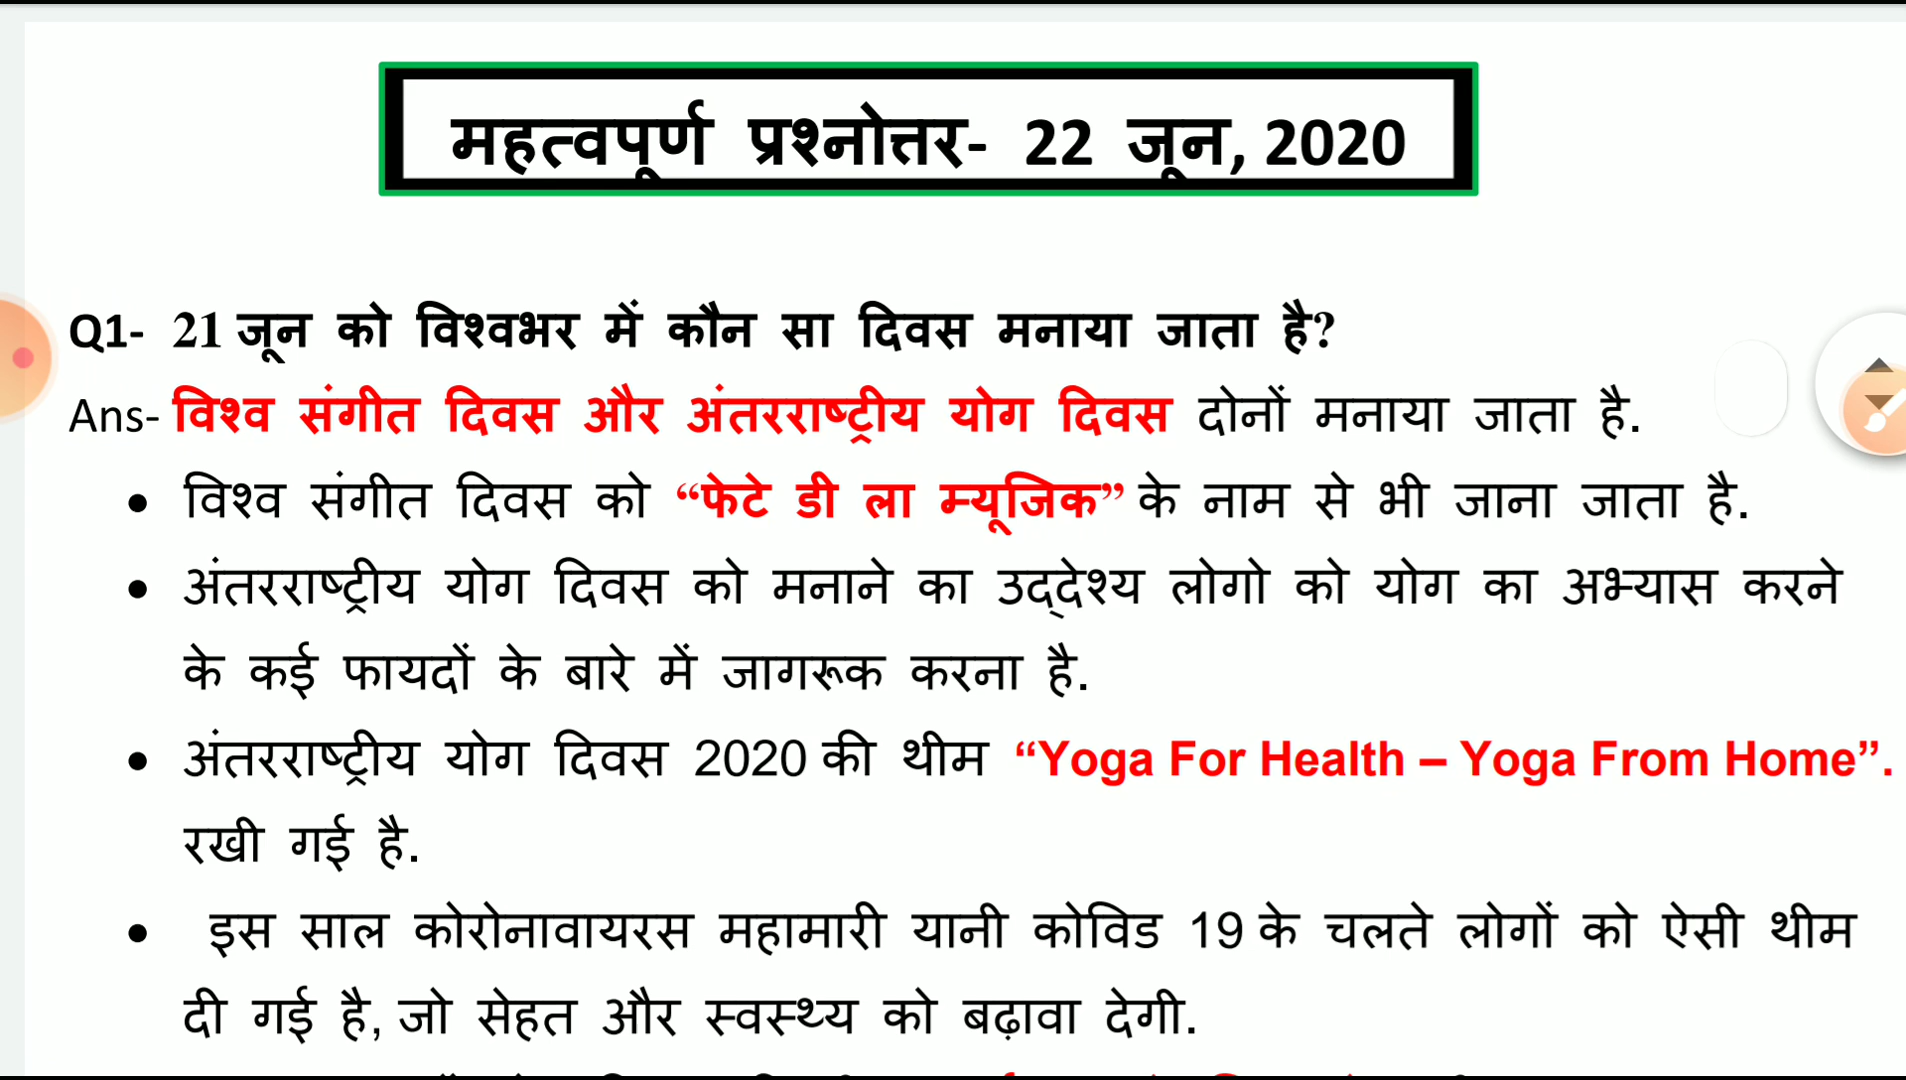 महत्वपूर्ण प्रश्नोत्तर- 22 जून, 2020
Q1- 21 जून को विश्वभर में कौन सा दिवस मनाया जाता है?
Ans- विश्व संगीत दिवस और अंतरराष्ट्रीय योग दिवस दोनों मनाया जाता है.
• विश्व संगीत दिवस को “फेटे डी ला म्यूजिक” के नाम से भी जाना जाता है.
• अंतरराष्ट्रीय योग दिवस को मनाने का उद्देश्य लोगो को योग का अभ्यास करने
के कई फायदों के बारे में जागरूक करना है.
• अंतरराष्ट्रीय योग दिवस 2020 की थीम “Yoga For Health – Yoga From Home”.
रखी गई है.
• इस साल कोरोनावायरस महामारी यानी कोविड 19 के चलते लोगों को ऐसी थीम
दी गई है, जो सेहत और स्वस्थ्य को बढ़ावा देगी.